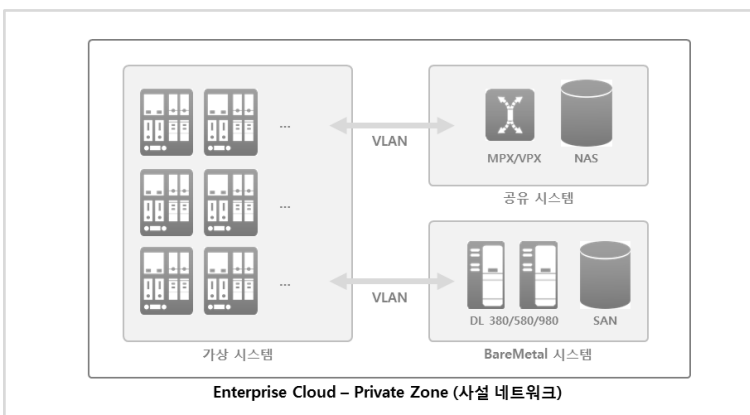 ...
VLAN
MPX/VPX NAS
공유 시스템
...
...
VLAN
DL 380/580/980 SAN
가상 시스템
BareMetal 시스템
Enterprise Cloud – Private Zone (사설 네트워크)